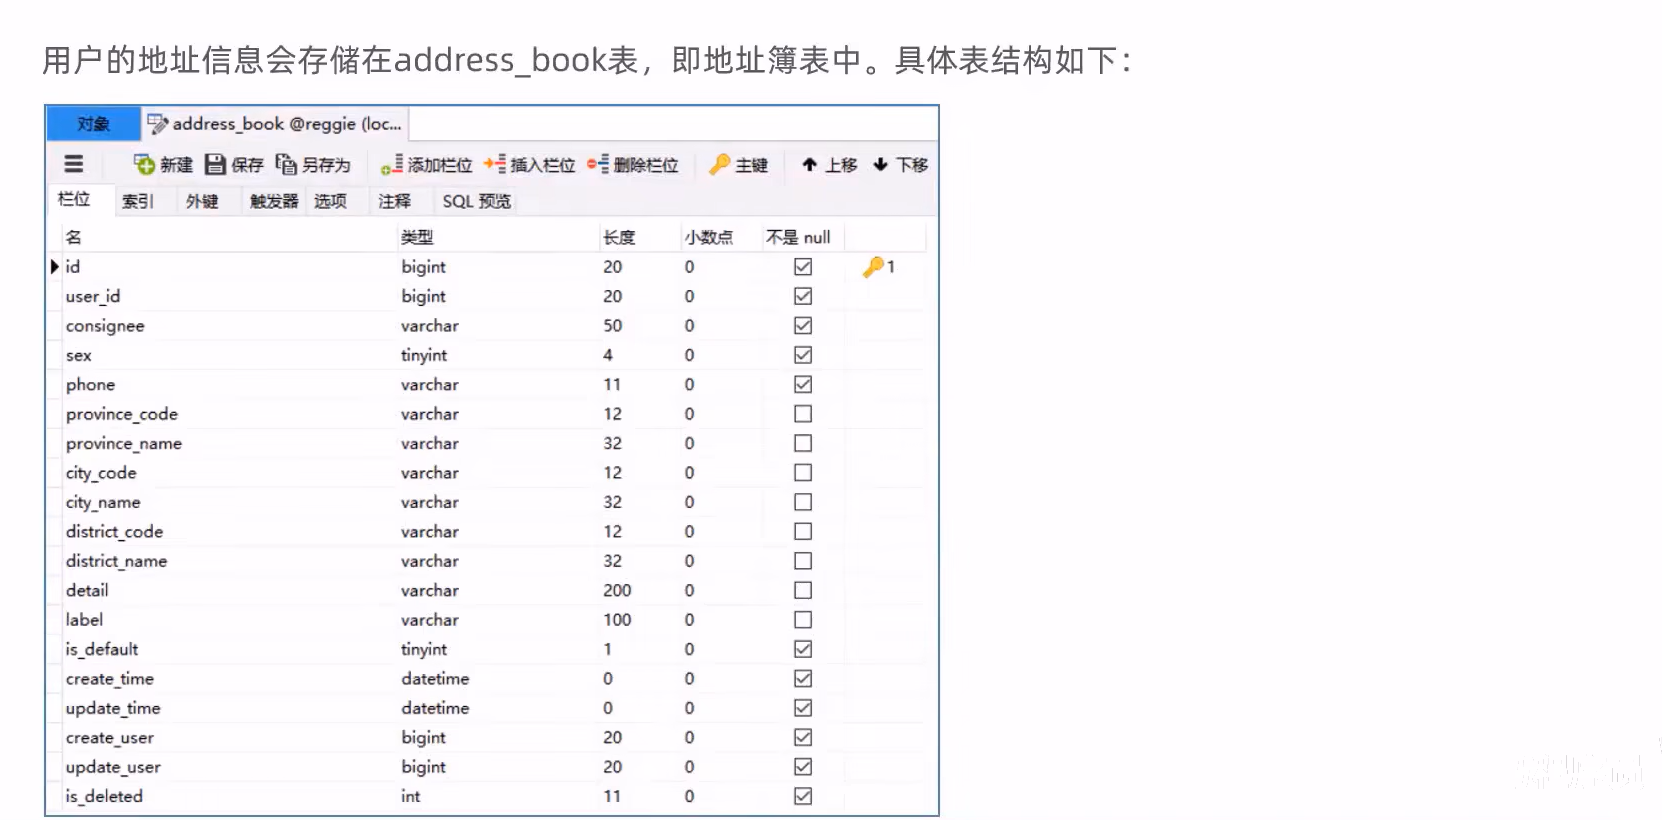 用户的地址信息会存储在address_book表，即地址簿表中。具体表结构如下：
对象 address_book @reggie (loc...
新建 保存 另存为 添加栏位 插入栏位 删除栏位 主键 上移 下移
栏位 索引 外键 触发器 选项 注释 SQL 预览
名 类型 长度 小数点 不是 null
id bigint 20 0 1
user_id bigint 20 0
consignee varchar 50 0
sex tinyint 4 0
phone varchar 11 0
province_code varchar 12 0
province_name varchar 32 0
city_code varchar 12 0
city_name varchar 32 0
district_code varchar 12 0
district_name varchar 32 0
detail varchar 200 0
label varchar 100 0
is_default tinyint 1 0
create_time datetime 0 0
update_time datetime 0 0
create_user bigint 20 0
update_user bigint 20 0
is_deleted int 11 0